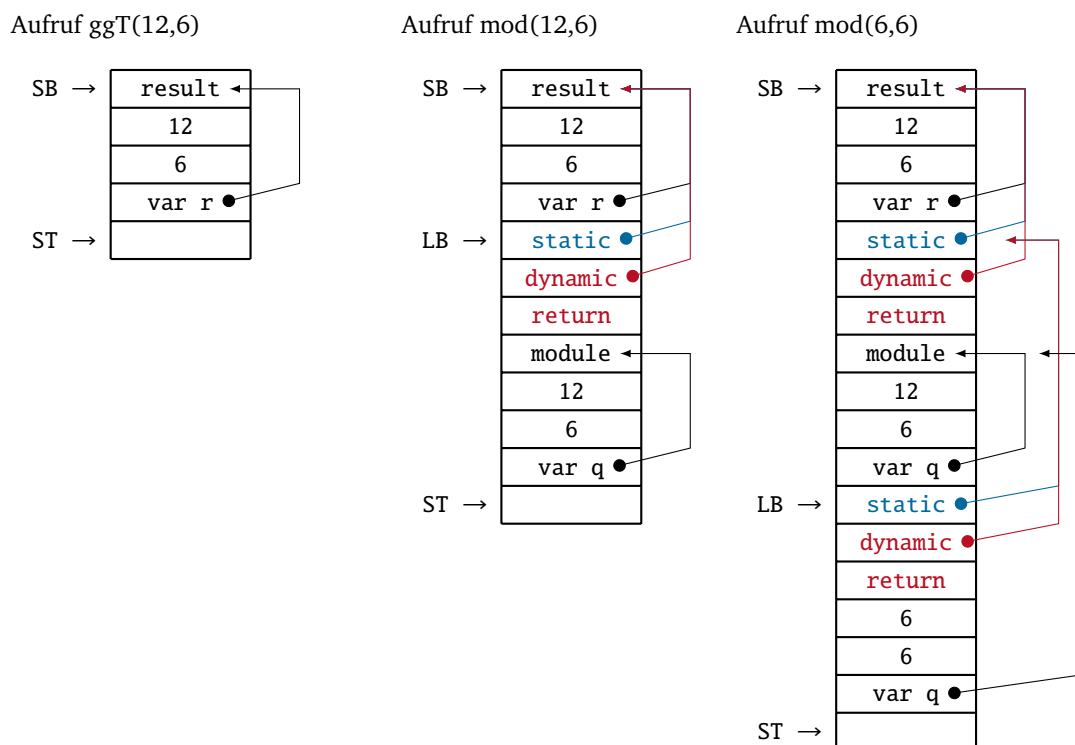 Aufruf ggT(12,6)
SB → result
12
6
var r
ST →
Aufruf mod(12,6)
SB → result
12
6
var r
LB → static
dynamic
return
module
12
6
var q
ST →
Aufruf mod(6,6)
SB → result
12
6
var r
static
dynamic
return
module
12
6
var q
LB → static
dynamic
return
6
6
var q
ST →